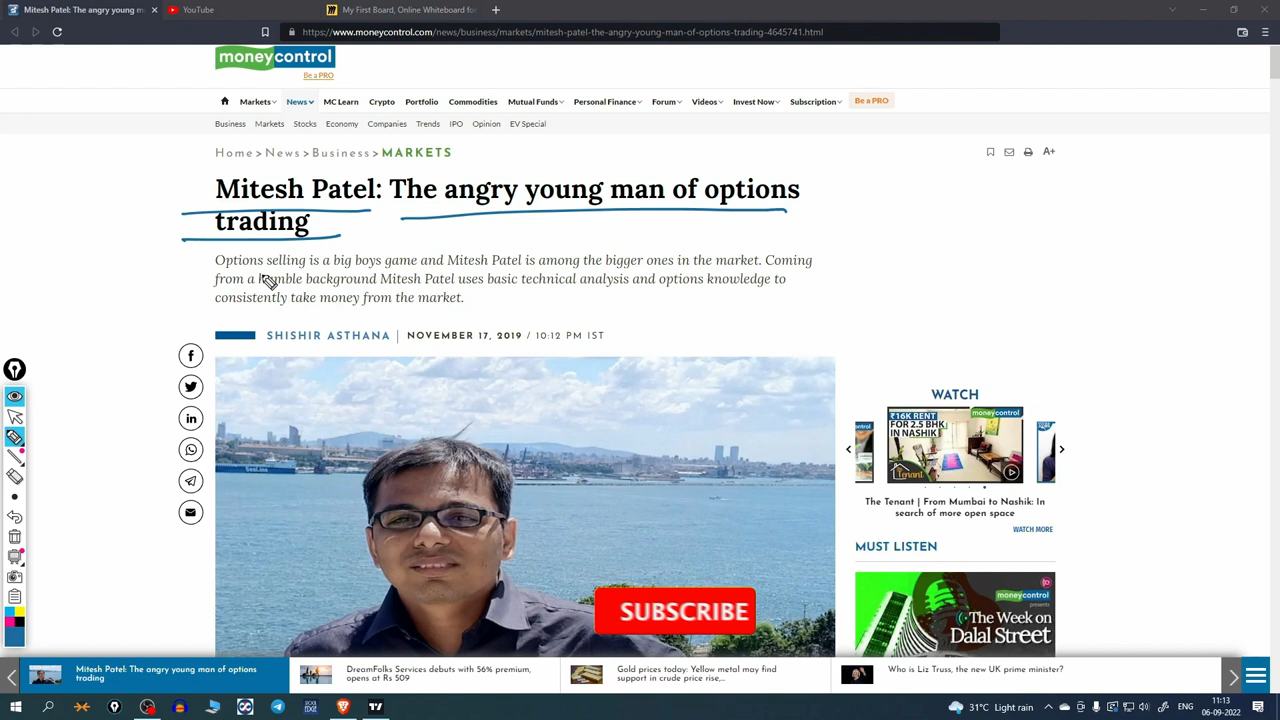 Mitesh Patel: The angry young m
YouTube
My First Board, Online Whiteboard for
https://www.moneycontrol.com/news/business/markets/mitesh-patel-the-angry-young-man-of-options-trading-4645741.html
moneycontrol
Be a PRO
Markets News MC Learn Crypto Portfolio Commodities Mutual Funds Personal Finance Forum Videos Invest Now Subscription Be a PRO
Business Markets Stocks Economy Companies Trends IPO Opinion EV Special
Home > News > Business > MARKETS
A+
Mitesh Patel: The angry young man of options
trading
Options selling is a big boys game and Mitesh Patel is among the bigger ones in the market. Coming
from a humble background Mitesh Patel uses basic technical analysis and options knowledge to
consistently take money from the market.
SHISHIR ASTHANA | NOVEMBER 17, 2019 / 10:12 PM IST
WATCH
moneycontrol
₹16K RENT
FOR 2.5 BHK
IN NASHIK
Tenant
The Tenant | From Mumbai to Nashik: In
search of more open space
WATCH MORE
MUST LISTEN
moneycontrol
presents
The Week on
Dalal Street
SUBSCRIBE
Mitesh Patel: The angry young man of options
trading
DreamFolks Services debuts with 56% premium,
opens at Rs 509
Gold prices today: Yellow metal may find
support in crude price rise,...
Who is Liz Truss, the new UK prime minister?
31°C Light rain
ENG
11:13
06-09-2022